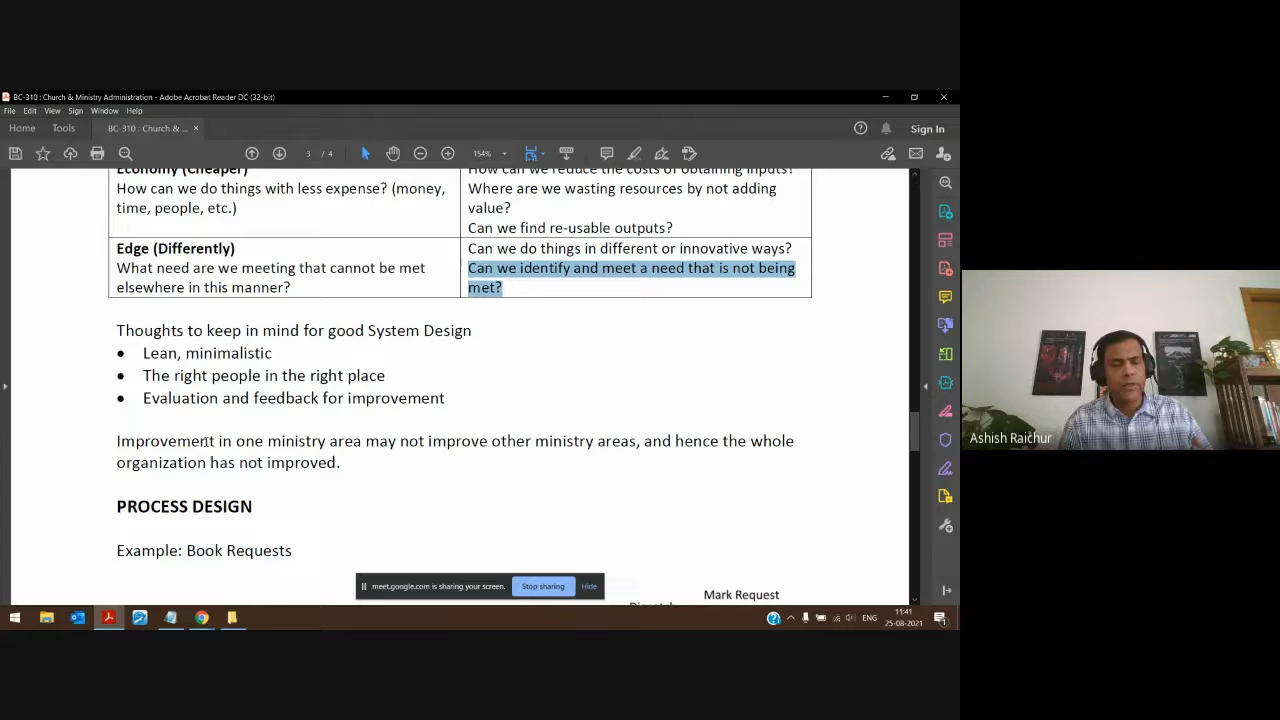 BC-310 : Church & Ministry Administration - Adobe Acrobat Reader DC (32-bit)
File Edit View Sign Window Help
Home Tools BC-310 : Church & ... × Sign In
3 / 4 154%
Economy (Cheaper)
How can we do things with less expense? (money,
time, people, etc.)
How can we reduce the costs of obtaining inputs?
Where are we wasting resources by not adding
value?
Can we find re-usable outputs?
Edge (Differently)
What need are we meeting that cannot be met
elsewhere in this manner?
Can we do things in different or innovative ways?
Can we identify and meet a need that is not being
met?
Thoughts to keep in mind for good System Design
• Lean, minimalistic
• The right people in the right place
• Evaluation and feedback for improvement
Improvement in one ministry area may not improve other ministry areas, and hence the whole
organization has not improved.
PROCESS DESIGN
Example: Book Requests
meet.google.com is sharing your screen. Stop sharing Hide
Mark Request
Ashish Raichur
ENG
11:41
25-08-2021